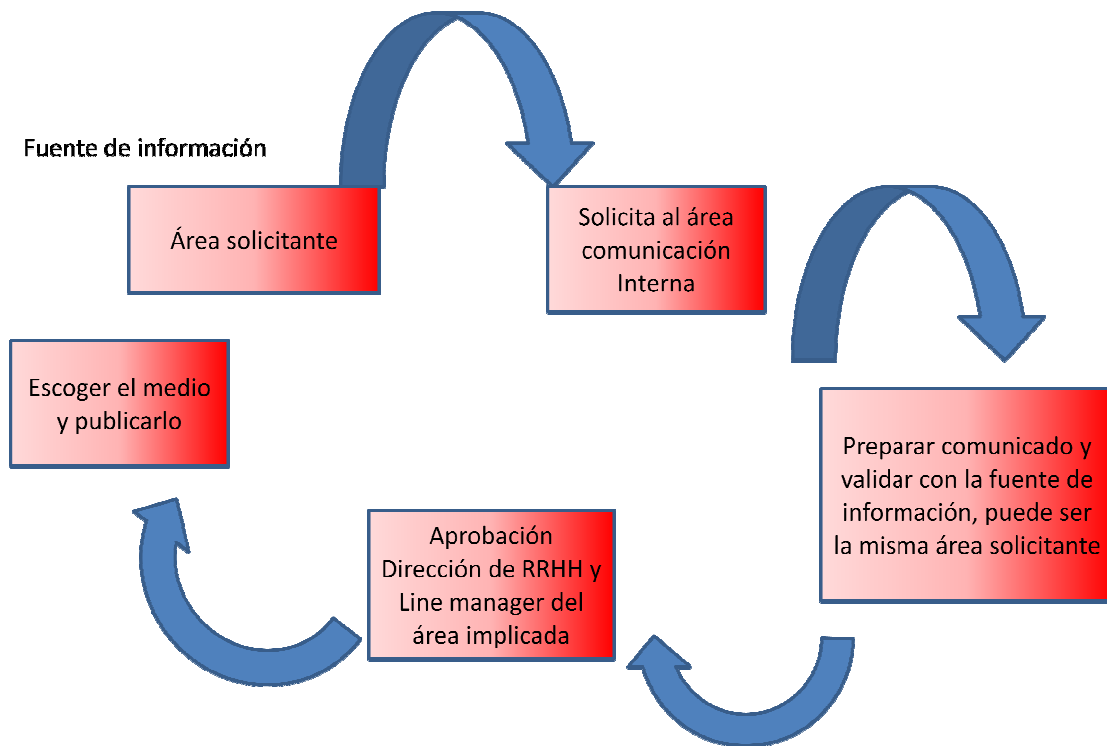 Fuente de información
Área solicitante
Solicita al área
comunicación
Interna
Preparar comunicado y
validar con la fuente de
información, puede ser
la misma área solicitante
Aprobación
Dirección de RRHH y
Line manager del
área implicada
Escoger el medio
y publicarlo